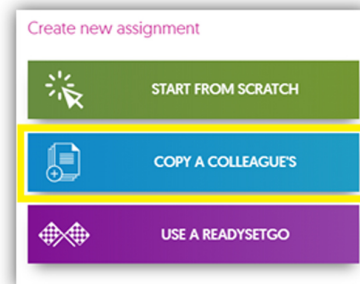 Create new assignment
START FROM SCRATCH
COPY A COLLEAGUE'S
USE A READYSETGO